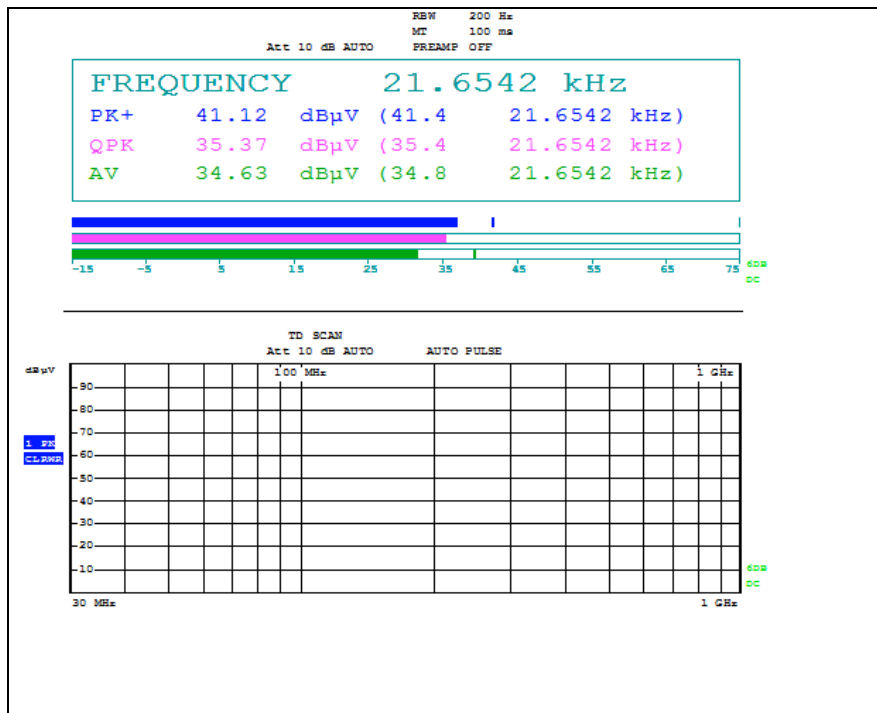 RBW 200 Hz
MT 100 ms
Att 10 dB AUTO PREAMP OFF
FREQUENCY 21.6542 kHz
PK+ 41.12 dBµV (41.4 21.6542 kHz)
QPK 35.37 dBµV (35.4 21.6542 kHz)
AV 34.63 dBµV (34.8 21.6542 kHz)
-15 -5 5 15 25 35 45 55 65 75
6DB
DC
TD SCAN
Att 10 dB AUTO AUTO PULSE
dBµV
100 MHz 1 GHz
90
80
70
1 PK
CLRWR
60
50
40
30
20
10
6DB
DC
30 MHz 1 GHz